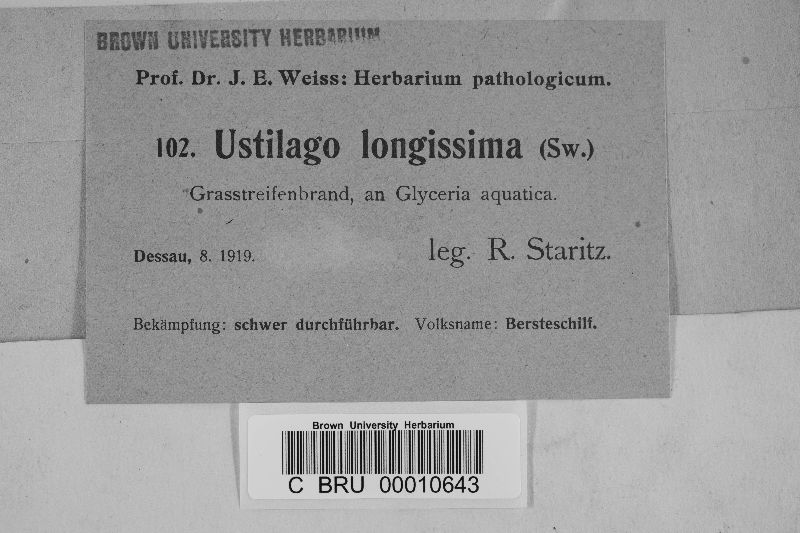 BROWN UNIVERSITY HERBARIUM
Prof. Dr. J. E. Weiss: Herbarium pathologicum.
102. Ustilago longissima (Sw.)
Grasstreifenbrand, an Glyceria aquatica.
Dessau, 8. 1919. leg. R. Staritz.
Bekämpfung: schwer durchführbar. Volksname: Bersteschilf.
Brown University Herbarium
C BRU 00010643